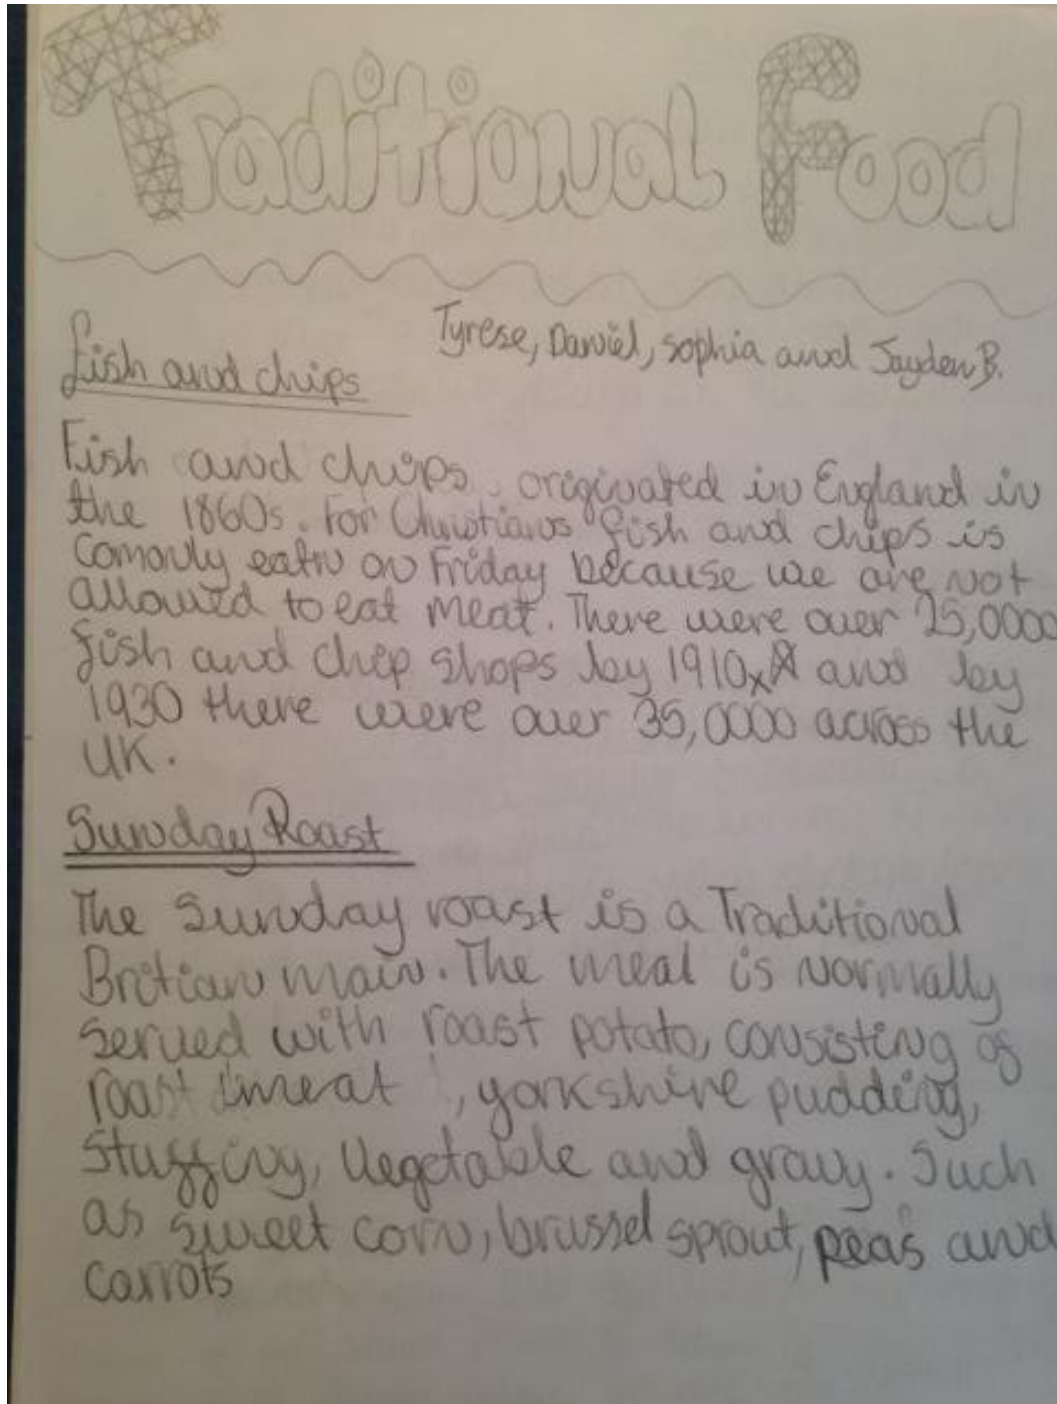 Traditional Food
Tyrese, Daniel, sophia and Jayden B.
fish and chips
Fish and chips originated in England in
the 1860s. For Christians fish and chips is
Comonly eatn on Friday because we are not
allowed to eat meat. There were over 25,0000
fish and chip shops by 1910 and by
1930 there were over 35,0000 across the
UK.
Sunday Roast
The Sunday roast is a Traditional
Britian main. The meal is normally
served with roast potato, consisting of
roast meat, yorkshire pudding,
stuffing, Vegetable and gravy. Such
as sweet corn, brussel sprout, peas and
carrots